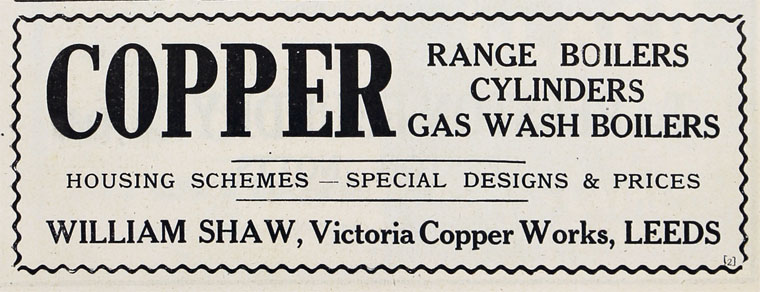 COPPER
RANGE BOILERS
CYLINDERS
GAS WASH BOILERS
HOUSING SCHEMES — SPECIAL DESIGNS & PRICES
WILLIAM SHAW, Victoria Copper Works, LEEDS
[2]